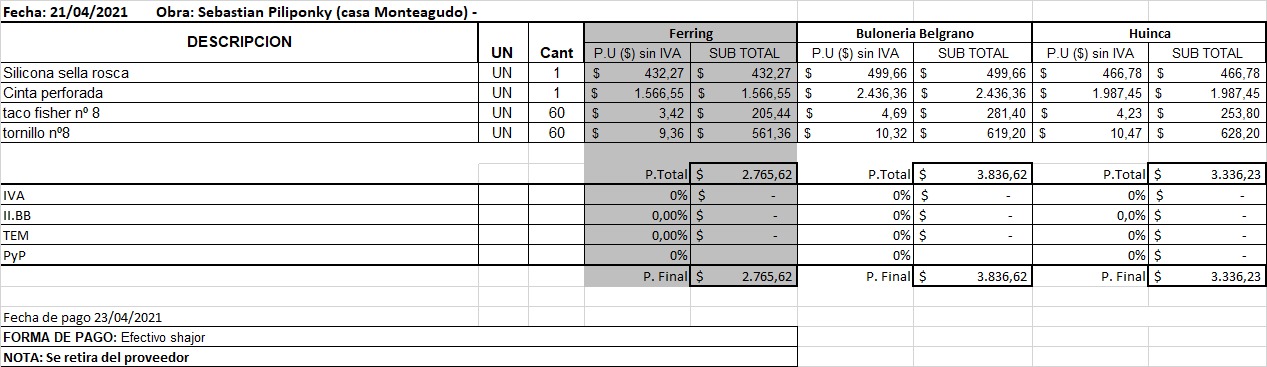 Fecha: 21/04/2021 Obra: Sebastian Piliponky (casa Monteagudo) -
DESCRIPCION UN Cant Ferring Buloneria Belgrano Huinca
P.U ($) sin IVA SUB TOTAL P.U ($) sin IVA SUB TOTAL P.U ($) sin IVA SUB TOTAL
Silicona sella rosca UN 1 $ 432,27 $ 432,27 $ 499,66 $ 499,66 $ 466,78 $ 466,78
Cinta perforada UN 1 $ 1.566,55 $ 1.566,55 $ 2.436,36 $ 2.436,36 $ 1.987,45 $ 1.987,45
taco fisher nº 8 UN 60 $ 3,42 $ 205,44 $ 4,69 $ 281,40 $ 4,23 $ 253,80
tornillo nº8 UN 60 $ 9,36 $ 561,36 $ 10,32 $ 619,20 $ 10,47 $ 628,20
P.Total $ 2.765,62 P.Total $ 3.836,62 P.Total $ 3.336,23
IVA 0% $ - 0% $ - 0% $ -
II.BB 0,00% $ - 0% $ - 0,0% $ -
TEM 0,00% $ - 0% $ - 0% $ -
PyP 0% 0% 0% $ -
P. Final $ 2.765,62 P. Final $ 3.836,62 P. Final $ 3.336,23
Fecha de pago 23/04/2021
FORMA DE PAGO: Efectivo shajor
NOTA: Se retira del proveedor